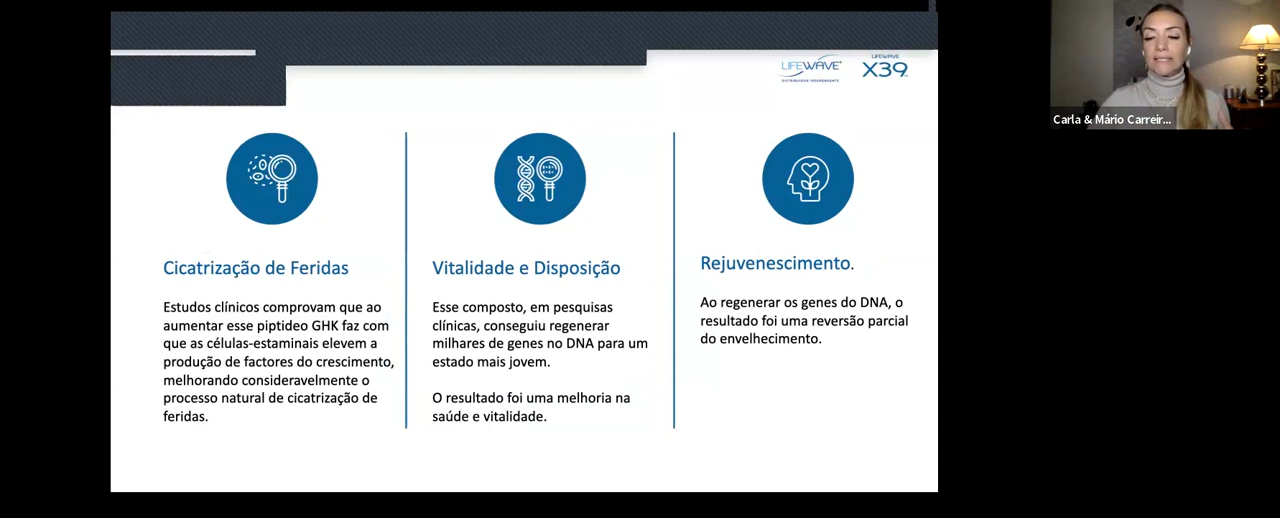 LIFEWAVE®
DISTRIBUIDOR INDEPENDENTE
LIFEWAVE
X39
Carla & Mário Carreir...
Cicatrização de Feridas
Estudos clínicos comprovam que ao
aumentar esse piptideo GHK faz com
que as células-estaminais elevem a
produção de factores do crescimento,
melhorando consideravelmente o
processo natural de cicatrização de
feridas.
Vitalidade e Disposição
Esse composto, em pesquisas
clínicas, conseguiu regenerar
milhares de genes no DNA para um
estado mais jovem.
O resultado foi uma melhoria na
saúde e vitalidade.
Rejuvenescimento.
Ao regenerar os genes do DNA, o
resultado foi uma reversão parcial
do envelhecimento.